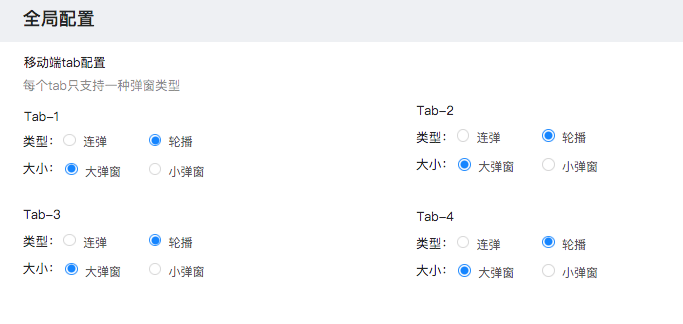 全局配置
移动端tab配置
每个tab只支持一种弹窗类型
Tab-1
类型： 连弹 轮播
大小： 大弹窗 小弹窗
Tab-2
类型： 连弹 轮播
大小： 大弹窗 小弹窗
Tab-3
类型： 连弹 轮播
大小： 大弹窗 小弹窗
Tab-4
类型： 连弹 轮播
大小： 大弹窗 小弹窗